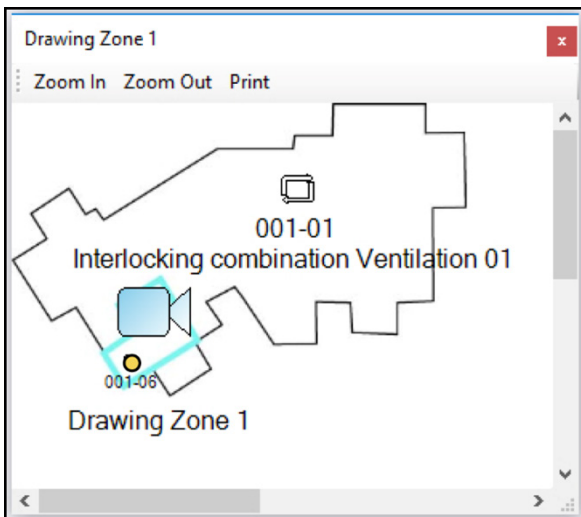 Drawing Zone 1
x
Zoom In Zoom Out Print
001-01
Interlocking combination Ventilation 01
001-06
Drawing Zone 1